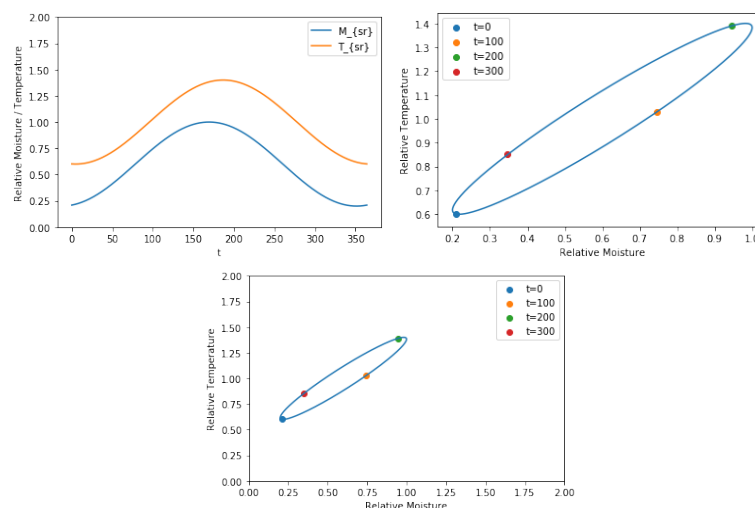 2.00
1.75
1.50
1.25
1.00
0.75
0.50
0.25
0.00
Relative Moisture / Temperature
M_{sr}
T_{sr}
0 50 100 150 200 250 300 350
t
1.4
1.3
1.2
1.1
1.0
0.9
0.8
0.7
0.6
Relative Temperature
t=0
t=100
t=200
t=300
0.2 0.3 0.4 0.5 0.6 0.7 0.8 0.9 1.0
Relative Moisture
2.00
1.75
1.50
1.25
1.00
0.75
0.50
0.25
0.00
Relative Temperature
t=0
t=100
t=200
t=300
0.00 0.25 0.50 0.75 1.00 1.25 1.50 1.75 2.00
Relative Moisture